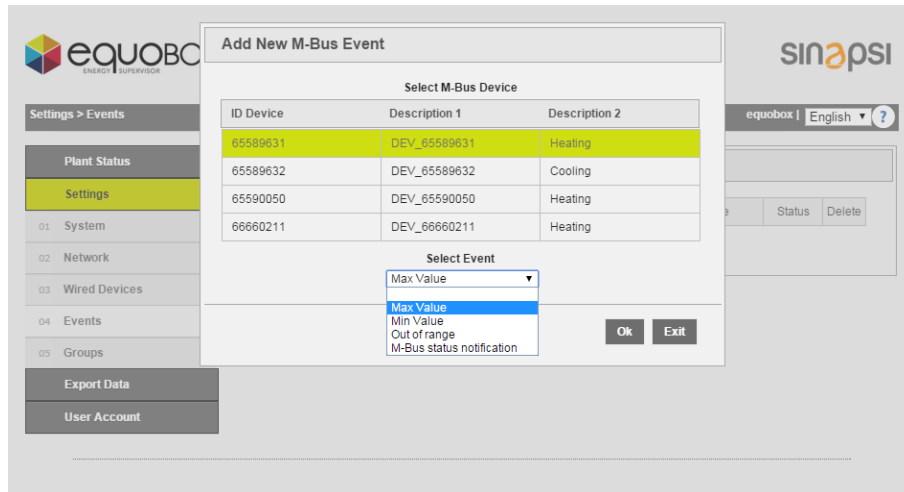 equobo
ENERGY SUPERVISOR
sinapsi
Add New M-Bus Event
Select M-Bus Device
ID Device Description 1 Description 2
65589631 DEV_65589631 Heating
65589632 DEV_65589632 Cooling
65590050 DEV_65590050 Heating
66660211 DEV_66660211 Heating
Select Event
Max Value
Max Value
Min Value
Out of range
M-Bus status notification
Ok Exit
Settings > Events
equobox | English ?
Plant Status
Settings
01 System
02 Network
03 Wired Devices
04 Events
05 Groups
Export Data
User Account
Status Delete